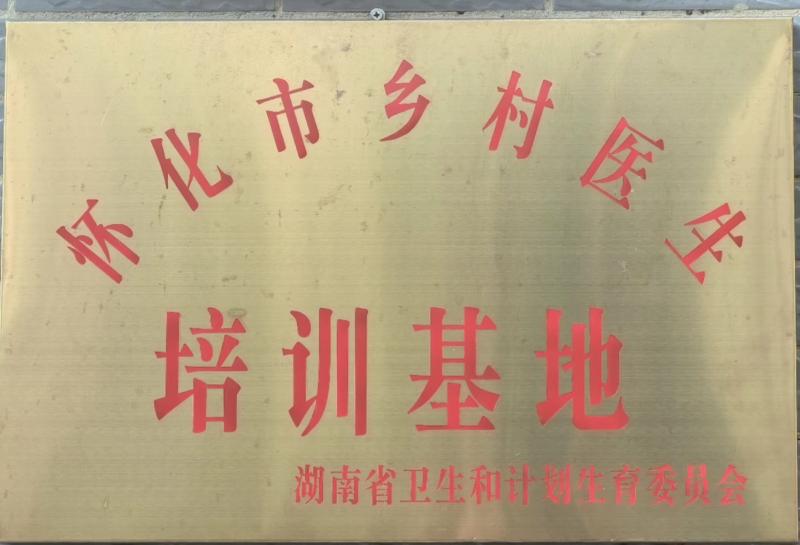 怀化市乡村医生
培训基地
湖南省卫生和计划生育委员会